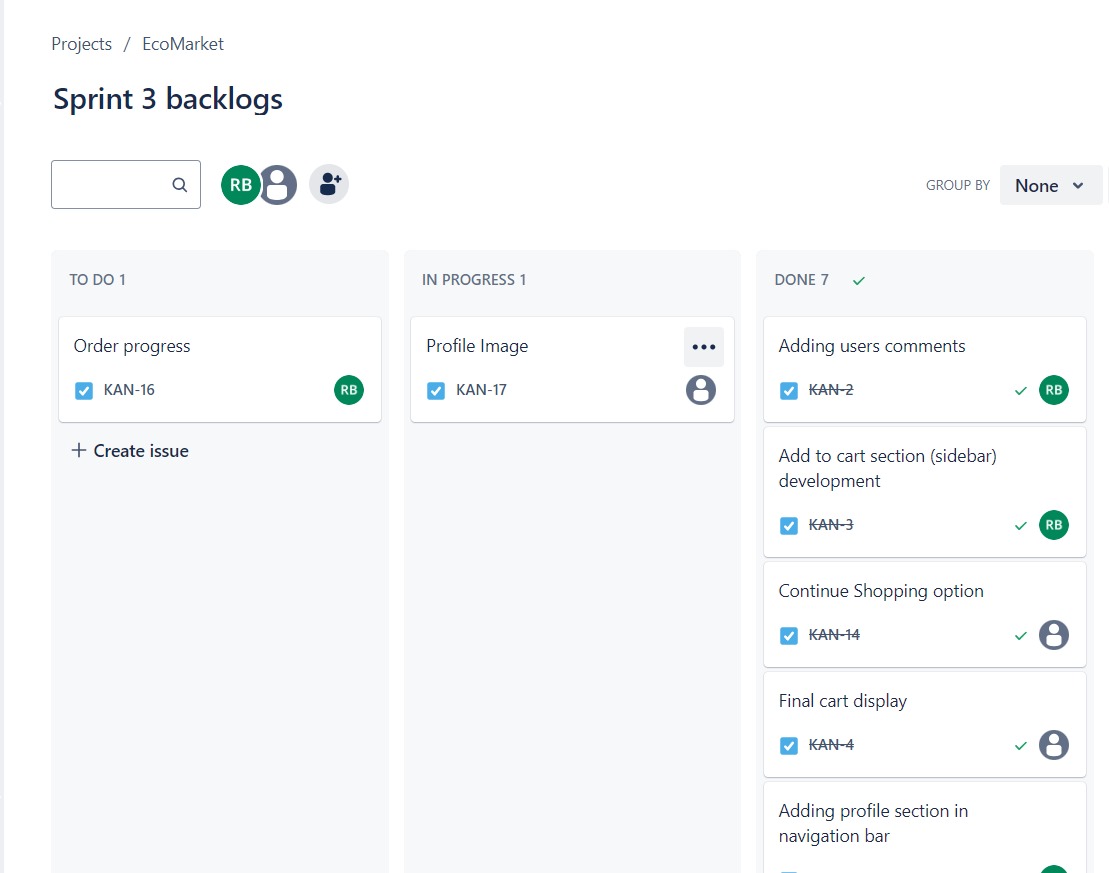 Projects / EcoMarket
Sprint 3 backlogs
RB
GROUP BY None
TO DO 1
Order progress
KAN-16 RB
+ Create issue
IN PROGRESS 1
Profile Image
KAN-17
DONE 7
Adding users comments
KAN-2 RB
Add to cart section (sidebar)
development
KAN-3 RB
Continue Shopping option
KAN-14
Final cart display
KAN-4
Adding profile section in
navigation bar